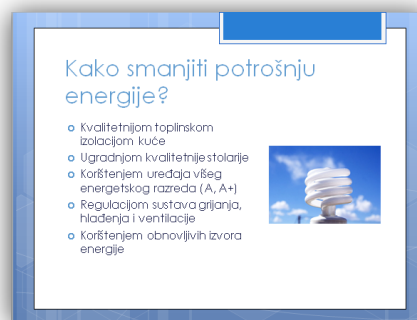 Kako smanjiti potrošnju
energije?
Kvalitetnijom toplinskom
izolacijom kuće
Ugradnjom kvalitetnije stolarije
Korištenjem uređaja višeg
energetskog razreda (A, A+)
Regulacijom sustava grijanja,
hlađenja i ventilacije
Korištenjem obnovljivih izvora
energije